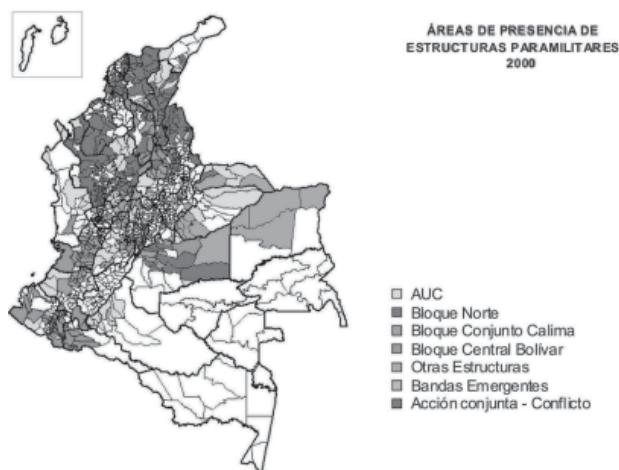 ÁREAS DE PRESENCIA DE
ESTRUCTURAS PARAMILITARES
2000
AUC
Bloque Norte
Bloque Conjunto Calima
Bloque Central Bolívar
Otras Estructuras
Bandas Emergentes
Acción conjunta - Conflicto